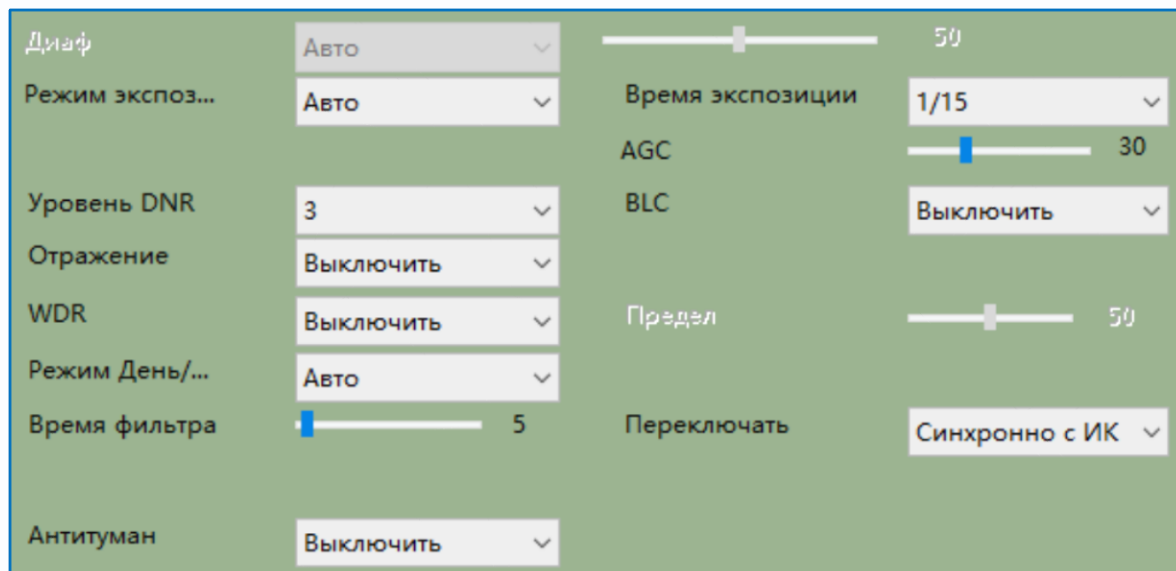 Диаф Авто 50
Режим экспоз... Авто Время экспозиции 1/15
AGC 30
Уровень DNR 3 BLC Выключить
Отражение Выключить
WDR Выключить Предел 50
Режим День/... Авто
Время фильтра 5 Переключать Синхронно с ИК
Антитуман Выключить